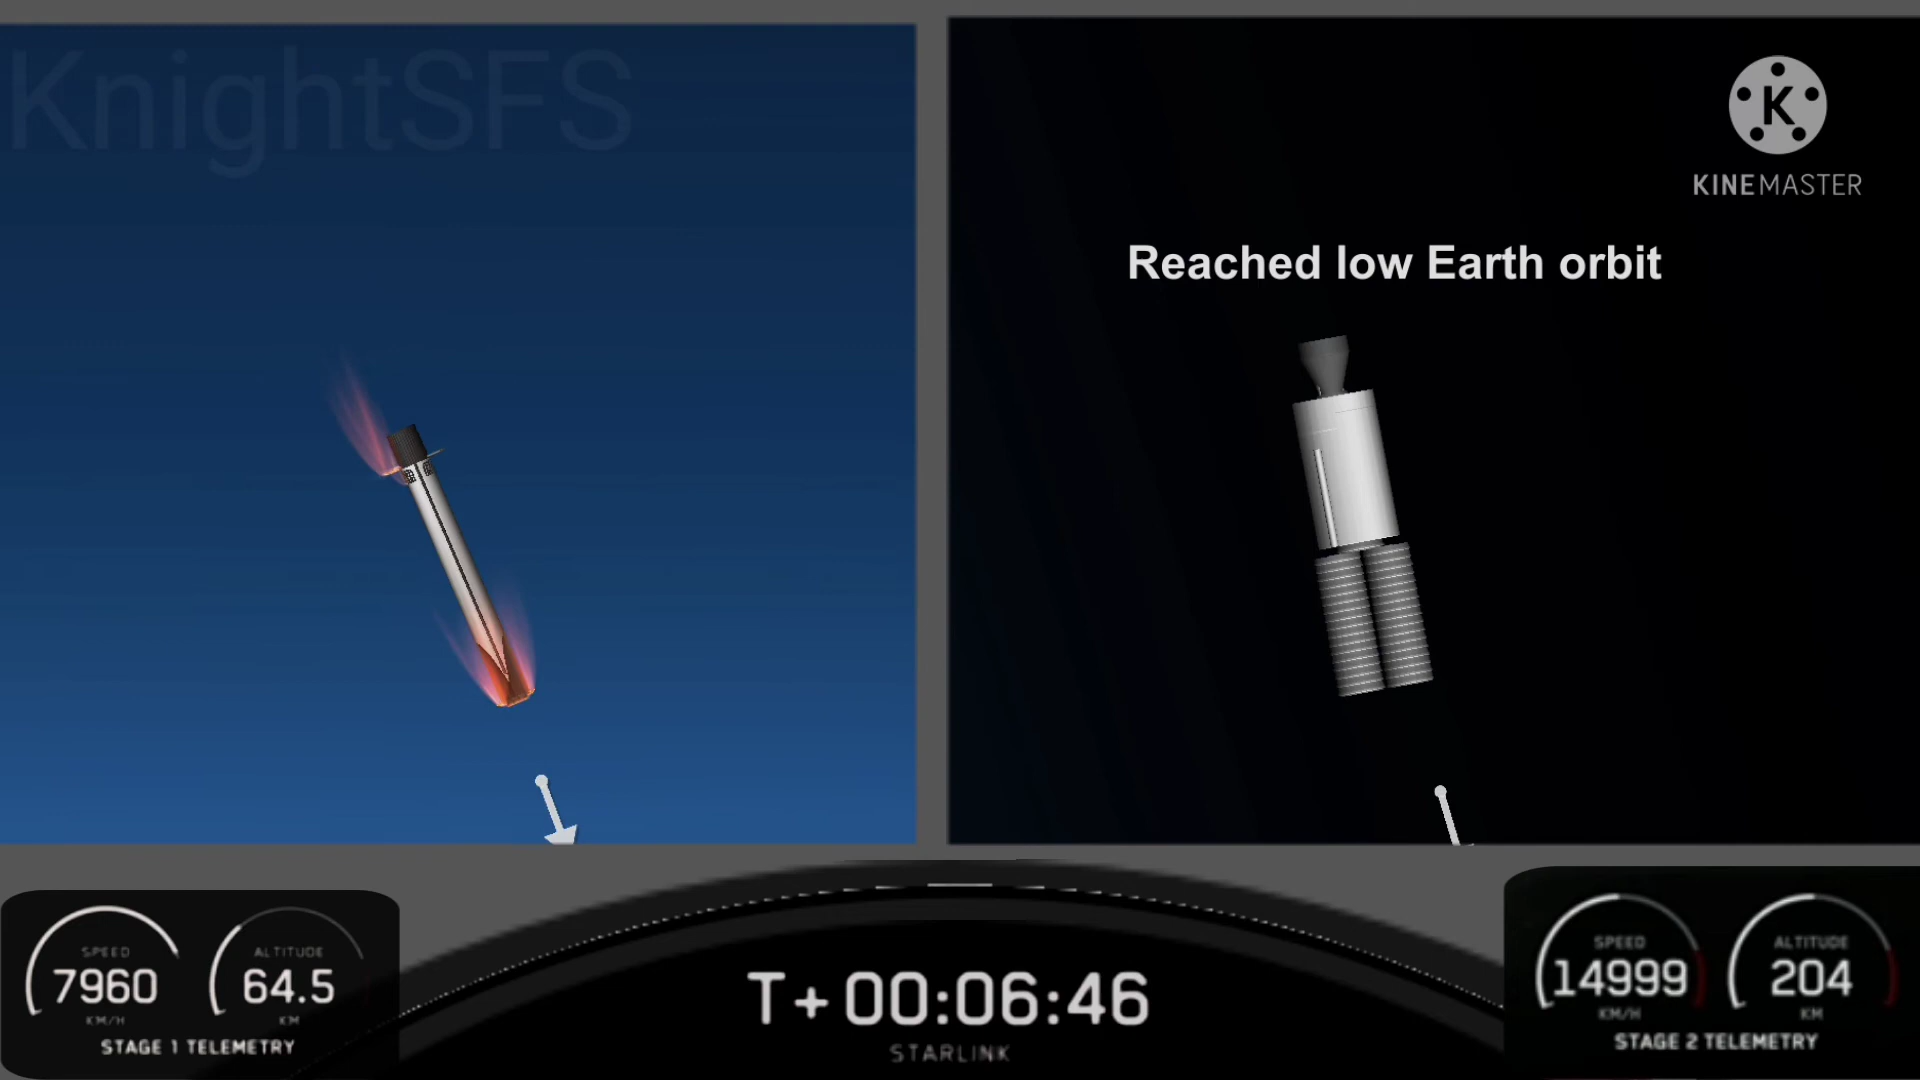 KnightSFS
K
KINEMASTER
Reached low Earth orbit
SPEED
7960
KM/H
ALTITUDE
64.5
KM
STAGE 1 TELEMETRY
T+00:06:46
STARLINK
SPEED
14999
KM/H
ALTITUDE
204
KM
STAGE 2 TELEMETRY